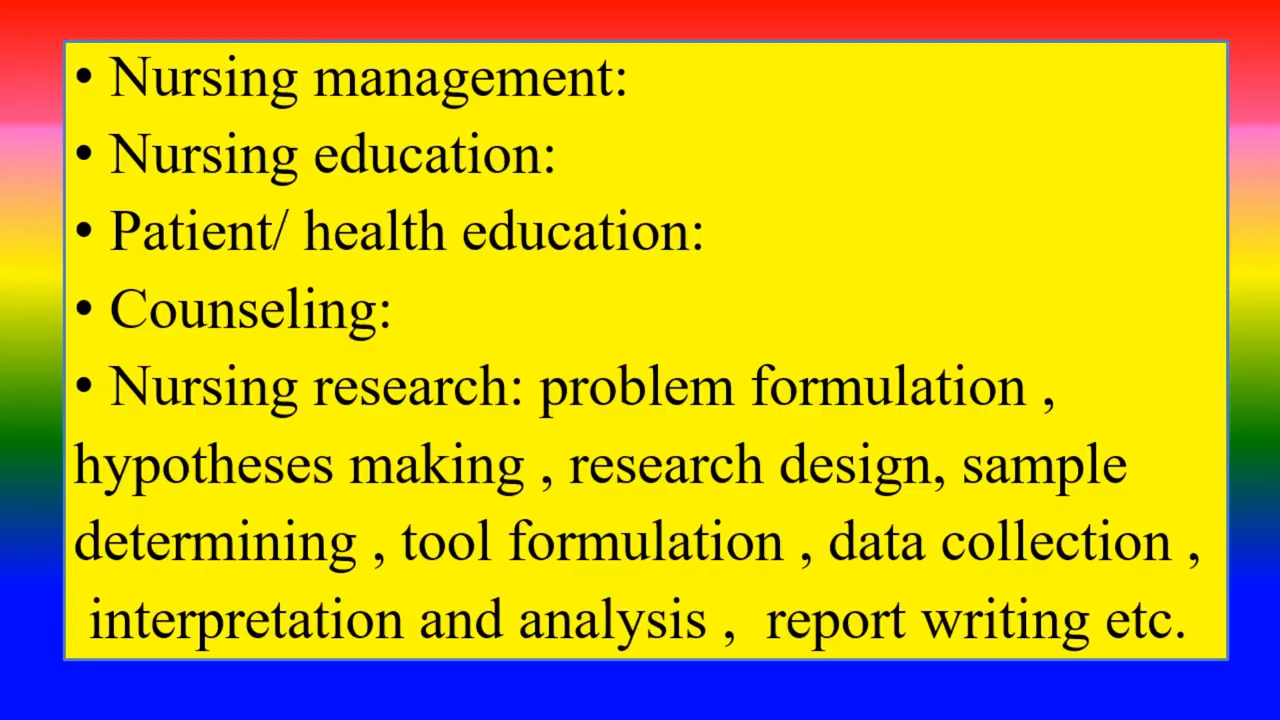 • Nursing management:
• Nursing education:
• Patient/ health education:
• Counseling:
• Nursing research: problem formulation ,
hypotheses making , research design, sample
determining , tool formulation , data collection ,
interpretation and analysis ,  report writing etc.